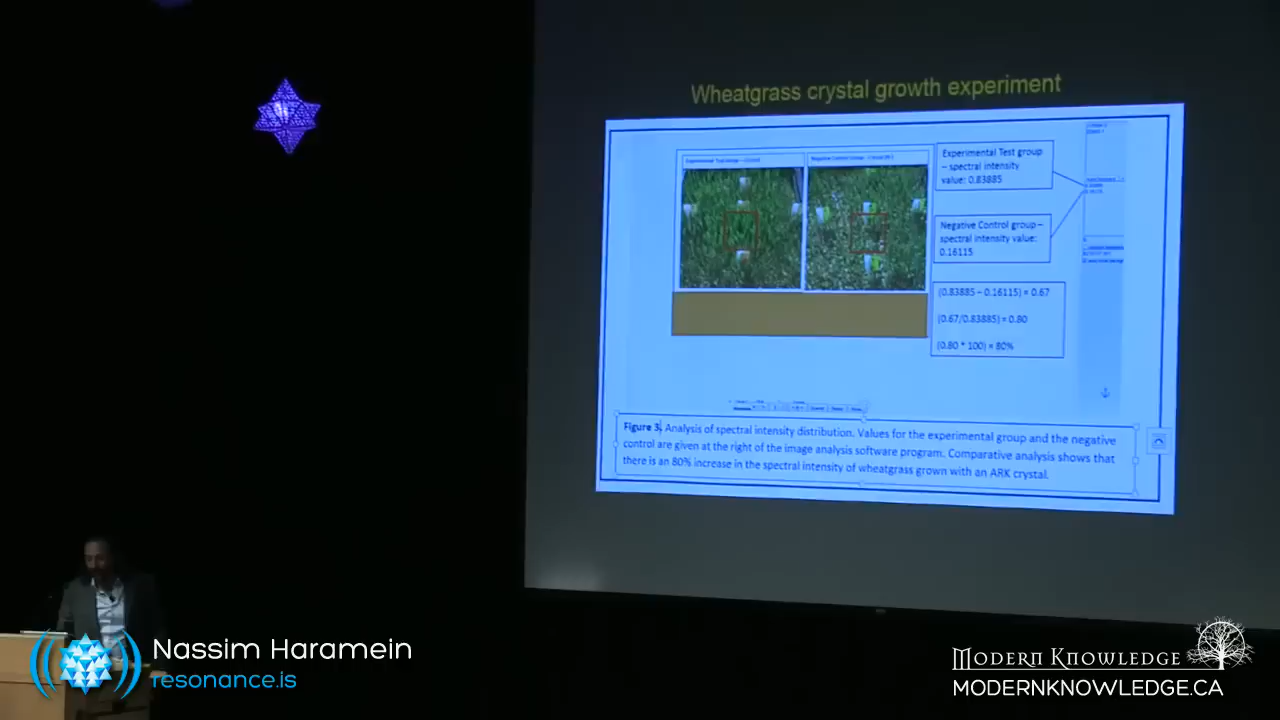 Wheatgrass crystal growth experiment
Experimental Test group
– spectral intensity
value: 0.83885
Negative Control group –
spectral intensity value:
0.16115
(0.83885 – 0.16115) = 0.67
(0.67/0.83885) = 0.80
(0.80 * 100) = 80%
Figure 3. Analysis of spectral intensity distribution. Values for the experimental group and the negative
control are given at the right of the image analysis software program. Comparative analysis shows that
there is an 80% increase in the spectral intensity of wheatgrass grown with an ARK crystal.
Nassim Haramein
resonance.is
MODERN KNOWLEDGE
MODERNKNOWLEDGE.CA